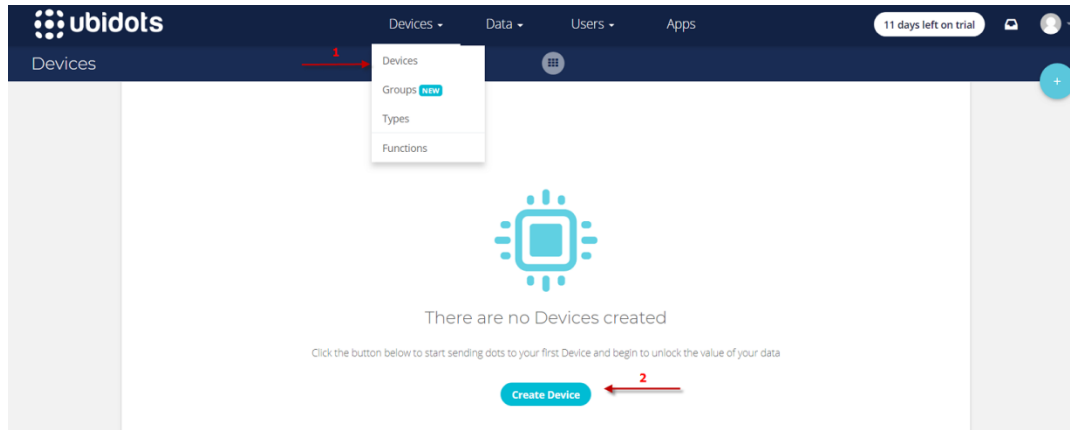 ubidots
Devices Data Users Apps
11 days left on trial
Devices
1
Devices
Groups NEW
Types
Functions
+
There are no Devices created
Click the button below to start sending dots to your first Device and begin to unlock the value of your data
Create Device
2